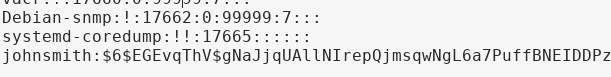 Debian-snmp:!:17662:0:99999:7:::
systemd-coredump:!!:17665::::::
johnsmith:$6$EGEvqThV$gNaJjqUAllNIrepQjmsqwNgL6a7PuffBNEIDDPz